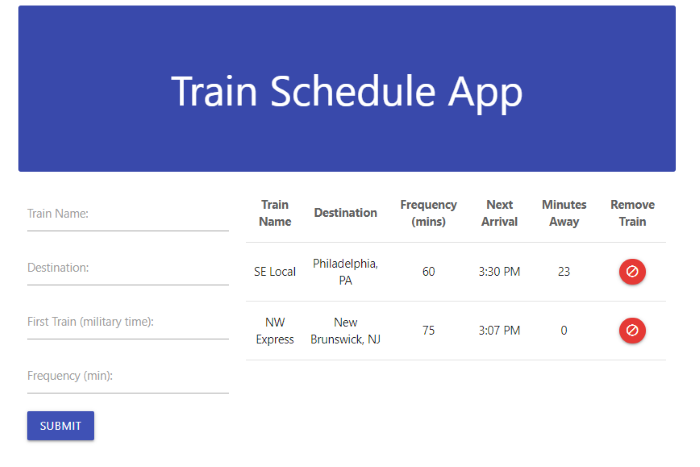 Train Schedule App
Train Name:
Destination:
First Train (military time):
Frequency (min):
SUBMIT
Train Name Destination Frequency (mins) Next Arrival Minutes Away Remove Train
SE Local Philadelphia, PA 60 3:30 PM 23
NW Express New Brunswick, NJ 75 3:07 PM 0